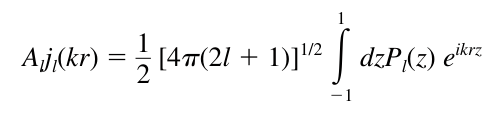 A_l j_l(kr) = \frac{1}{2} [4\pi(2l + 1)]^{1/2} \int_{-1}^{1} dz P_l(z) e^{ikrz}